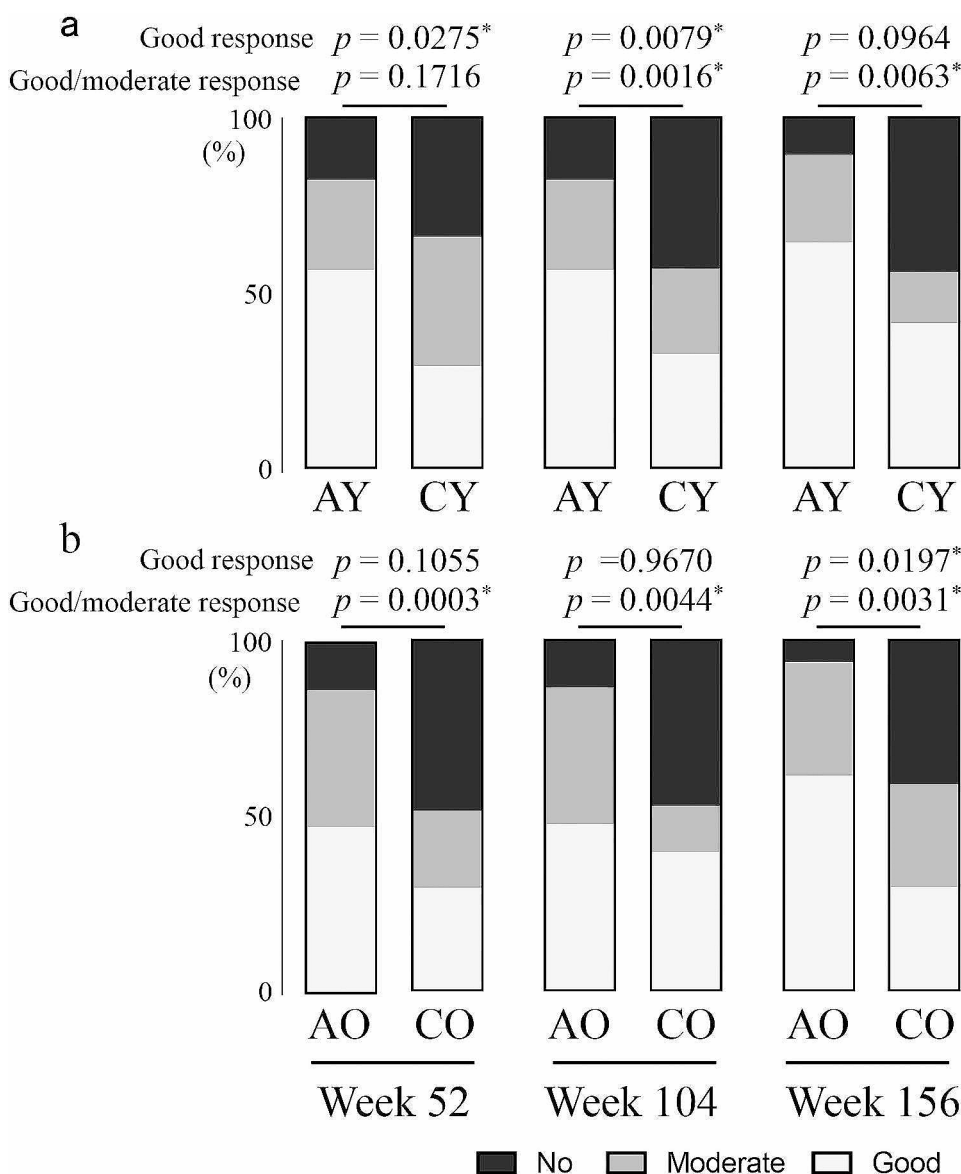 a
Good response p = 0.0275* p = 0.0079* p = 0.0964
Good/moderate response p = 0.1716 p = 0.0016* p = 0.0063*
100
(%)
50
0
AY CY AY CY AY CY
b
Good response p = 0.1055 p =0.9670 p = 0.0197*
Good/moderate response p = 0.0003* p = 0.0044* p = 0.0031*
100
(%)
50
0
AO CO AO CO AO CO
Week 52 Week 104 Week 156
No Moderate Good